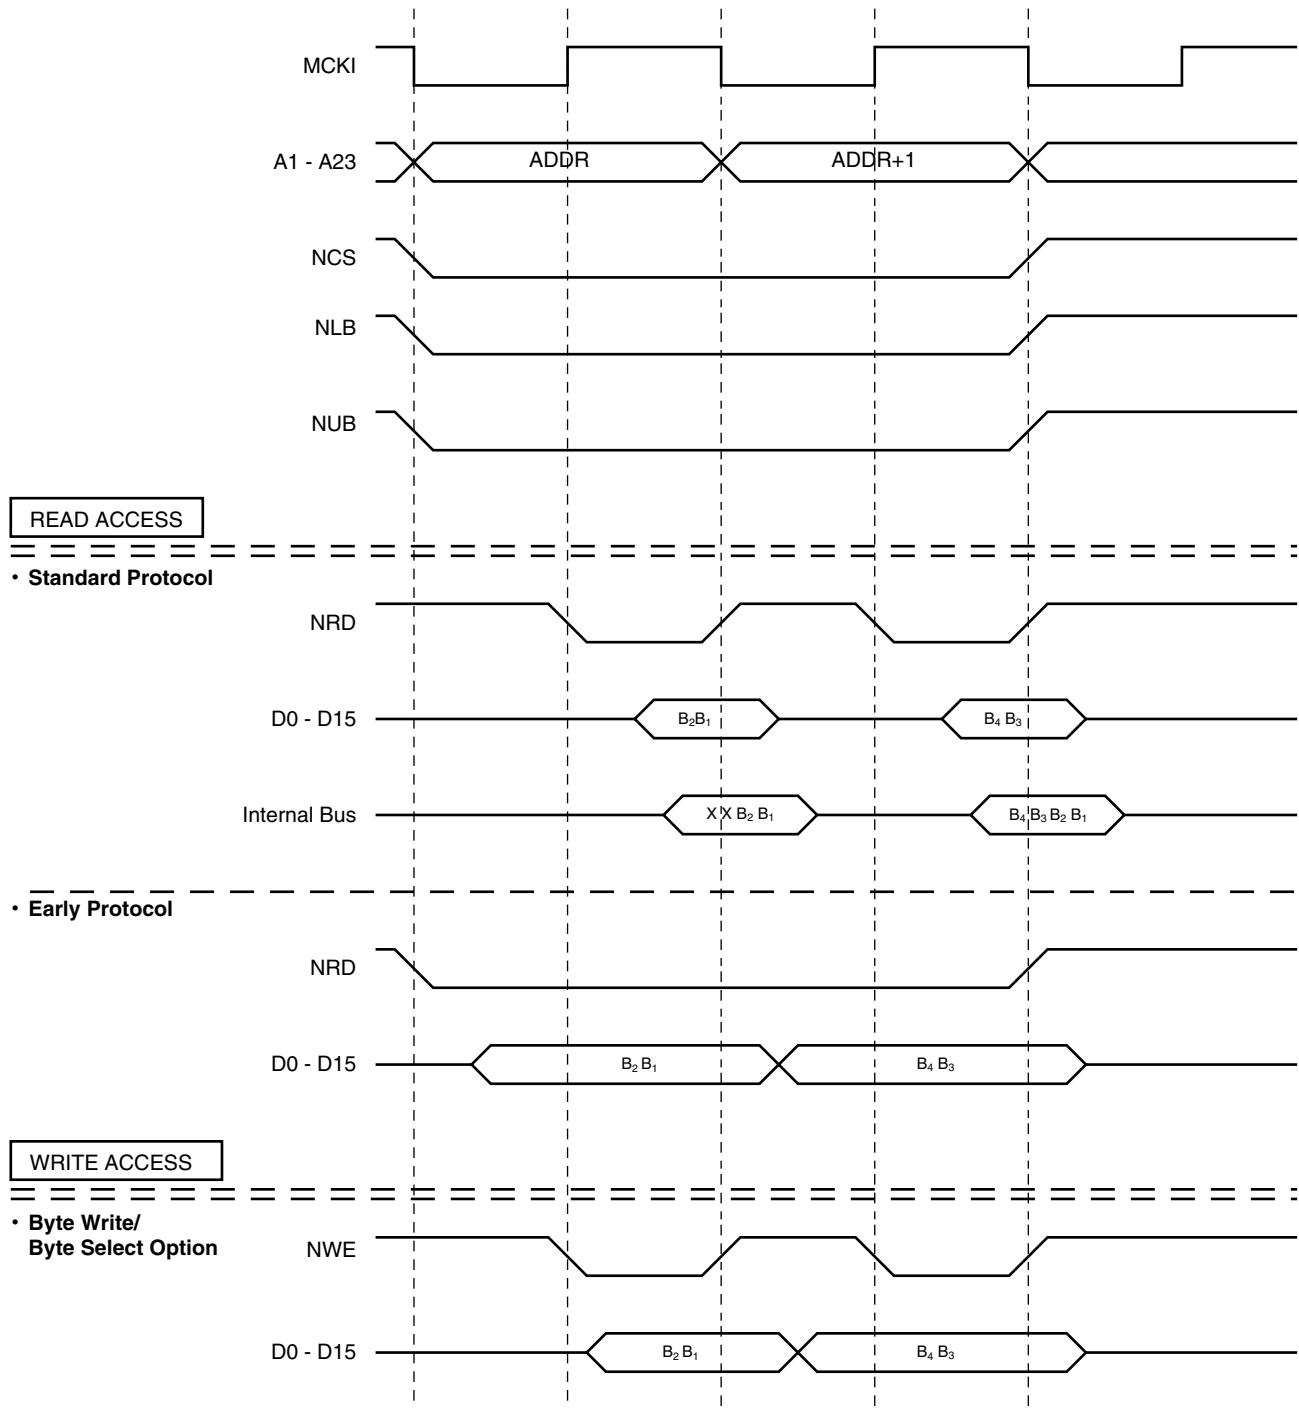 MCKI
A1 - A23 ADDR ADDR+1
NCS
NLB
NUB
READ ACCESS
• Standard Protocol
NRD
D0 - D15 B₂B₁ B₄ B₃
Internal Bus X X B₂ B₁ B₄ B₃ B₂ B₁
• Early Protocol
NRD
D0 - D15 B₂ B₁ B₄ B₃
WRITE ACCESS
• Byte Write/
Byte Select Option NWE
D0 - D15 B₂ B₁ B₄ B₃